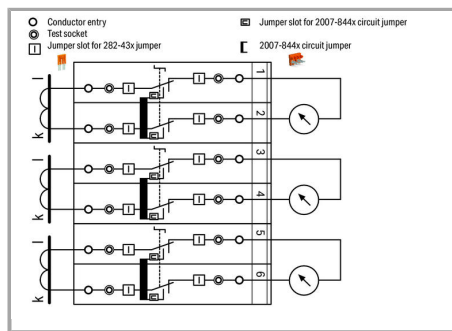 Conductor entry
Test socket
Jumper slot for 282-43x jumper
Jumper slot for 2007-844x circuit jumper
2007-844x circuit jumper
l
k
l
k
l
k
1
2
3
4
5
6